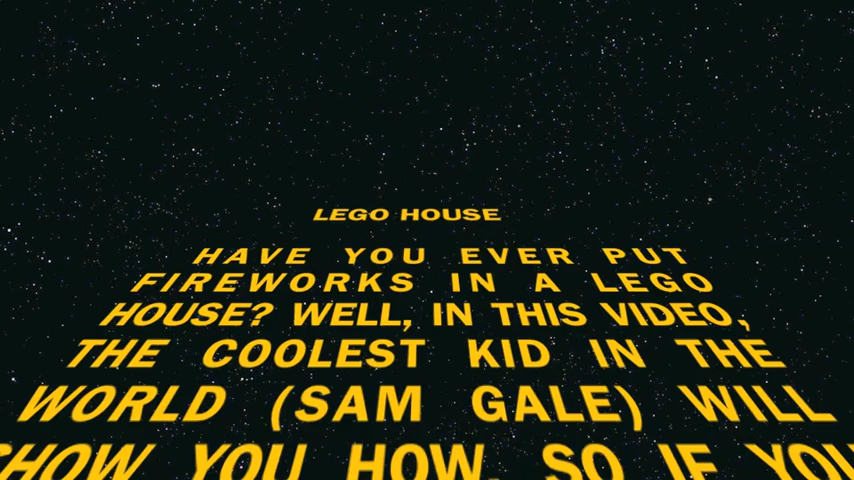 LEGO HOUSE
HAVE YOU EVER PUT
FIREWORKS IN A LEGO
HOUSE? WELL, IN THIS VIDEO,
THE COOLEST KID IN THE
WORLD (SAM GALE) WILL
SHOW YOU HOW. SO IF YOU